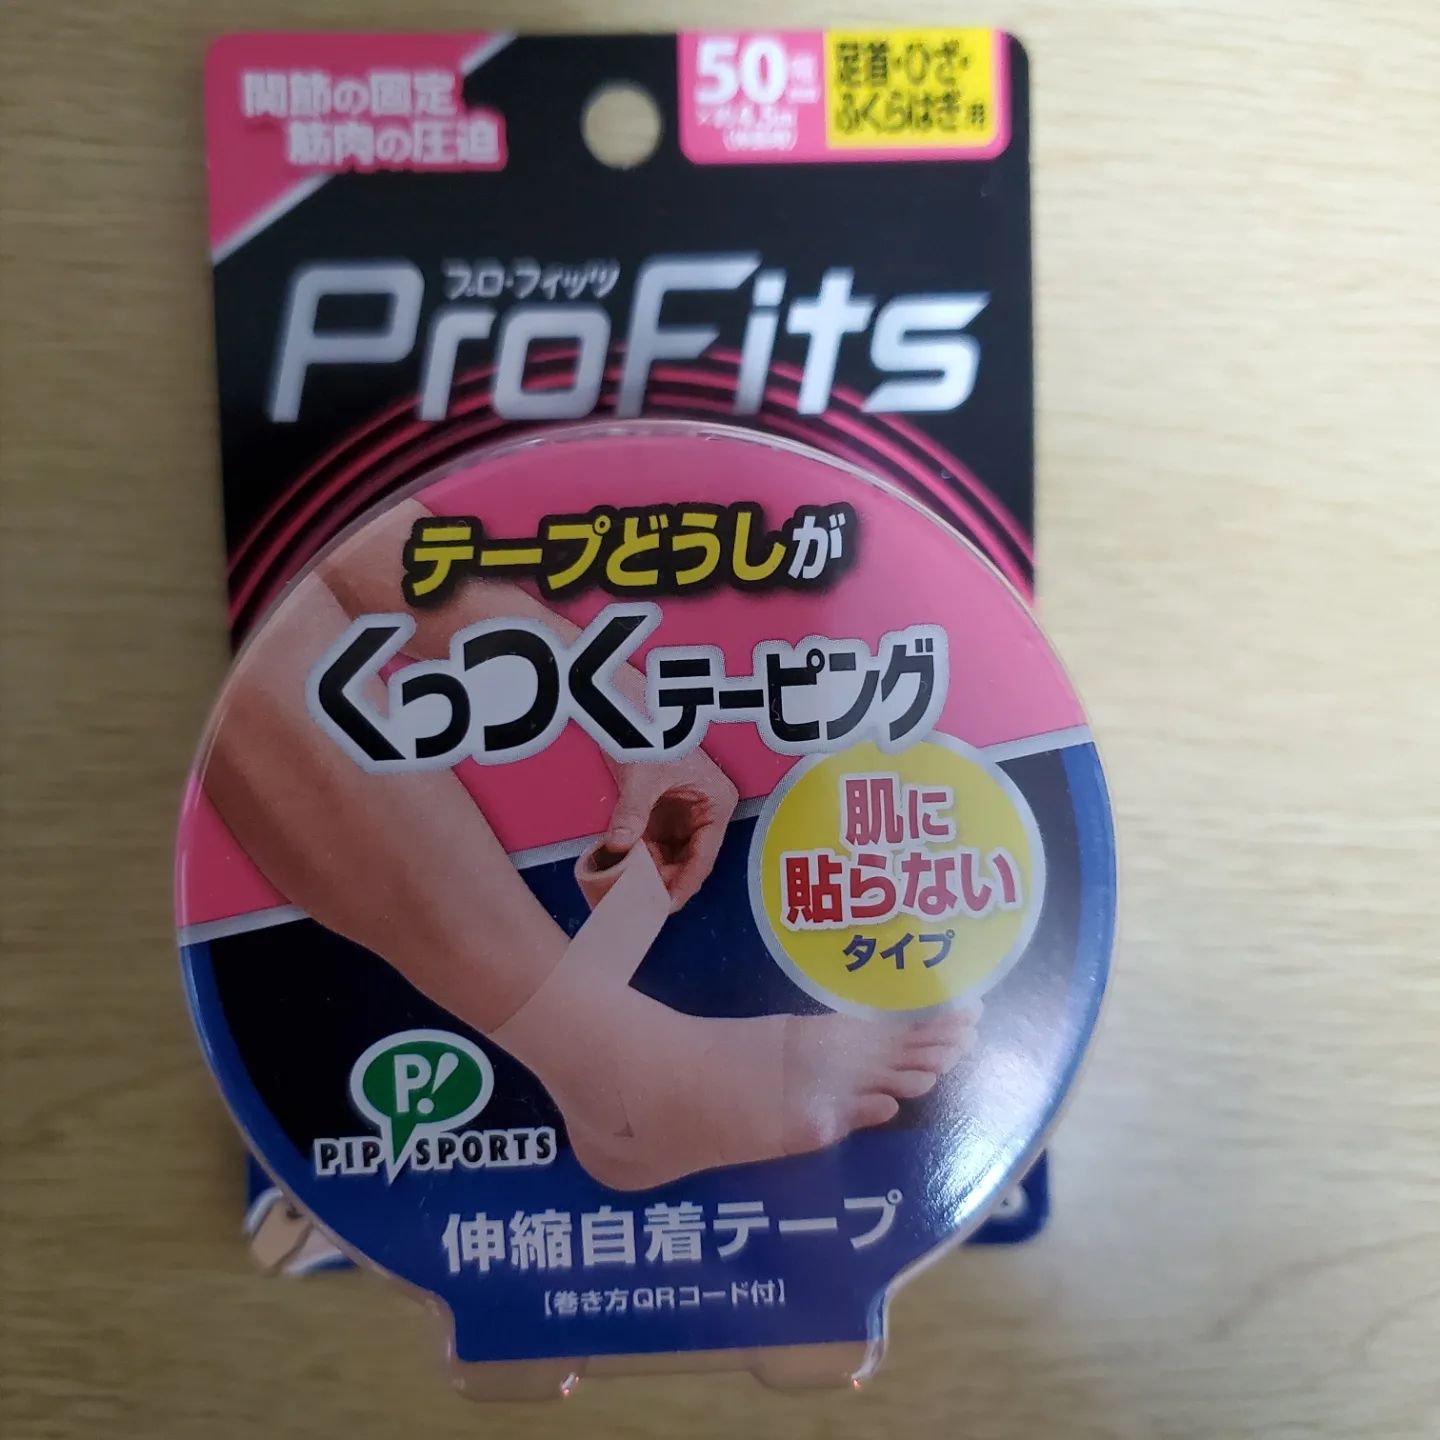 関節の固定
筋肉の圧迫
50
足首・ひざ・
ふくらはぎ用
プロ・フィッツ
ProFits
テープどうしが
くっつくテーピング
肌に
貼らない
タイプ
P!
PIP SPORTS
伸縮自着テープ
【巻き方QRコード付】